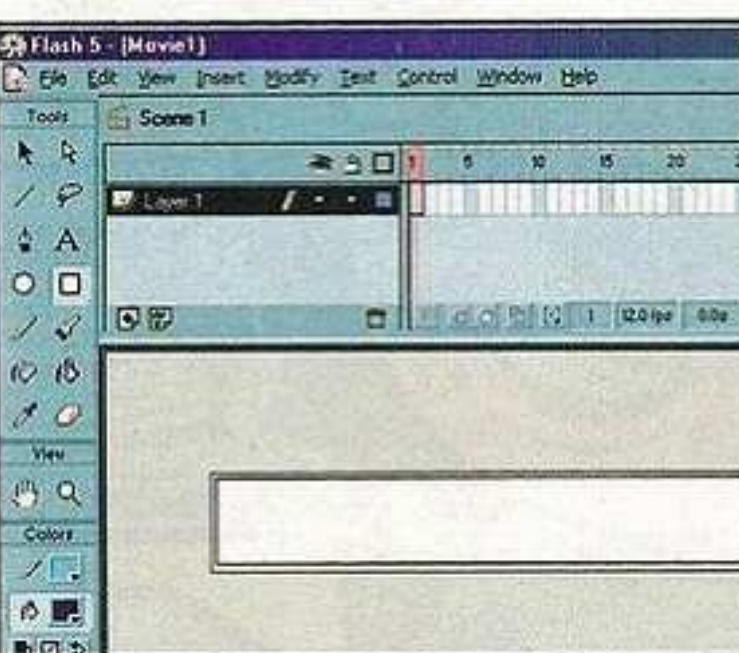 Flash 5 - [Movie1]
File Edit View Insert Modify Text Control Window Help
Tools
Scene 1
1 5 10 15 20
Layer 1
A
1 12.0 fps 0.0s
View
Colors